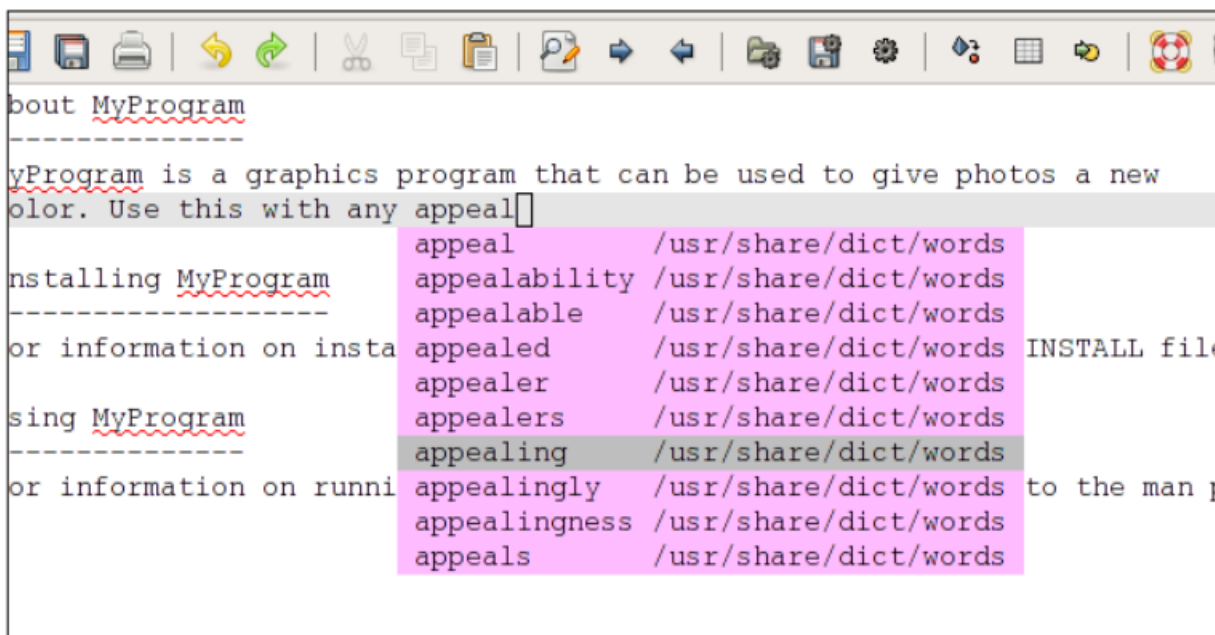 bout MyProgram
--------------
yProgram is a graphics program that can be used to give photos a new
olor. Use this with any appeal
appeal /usr/share/dict/words
nstalling MyProgram appealability /usr/share/dict/words
------------------- appealable /usr/share/dict/words
or information on insta appealed /usr/share/dict/words INSTALL file
appealer /usr/share/dict/words
sing MyProgram appealers /usr/share/dict/words
-------------- appealing /usr/share/dict/words
or information on runni appealingly /usr/share/dict/words to the man p
appealingness /usr/share/dict/words
appeals /usr/share/dict/words